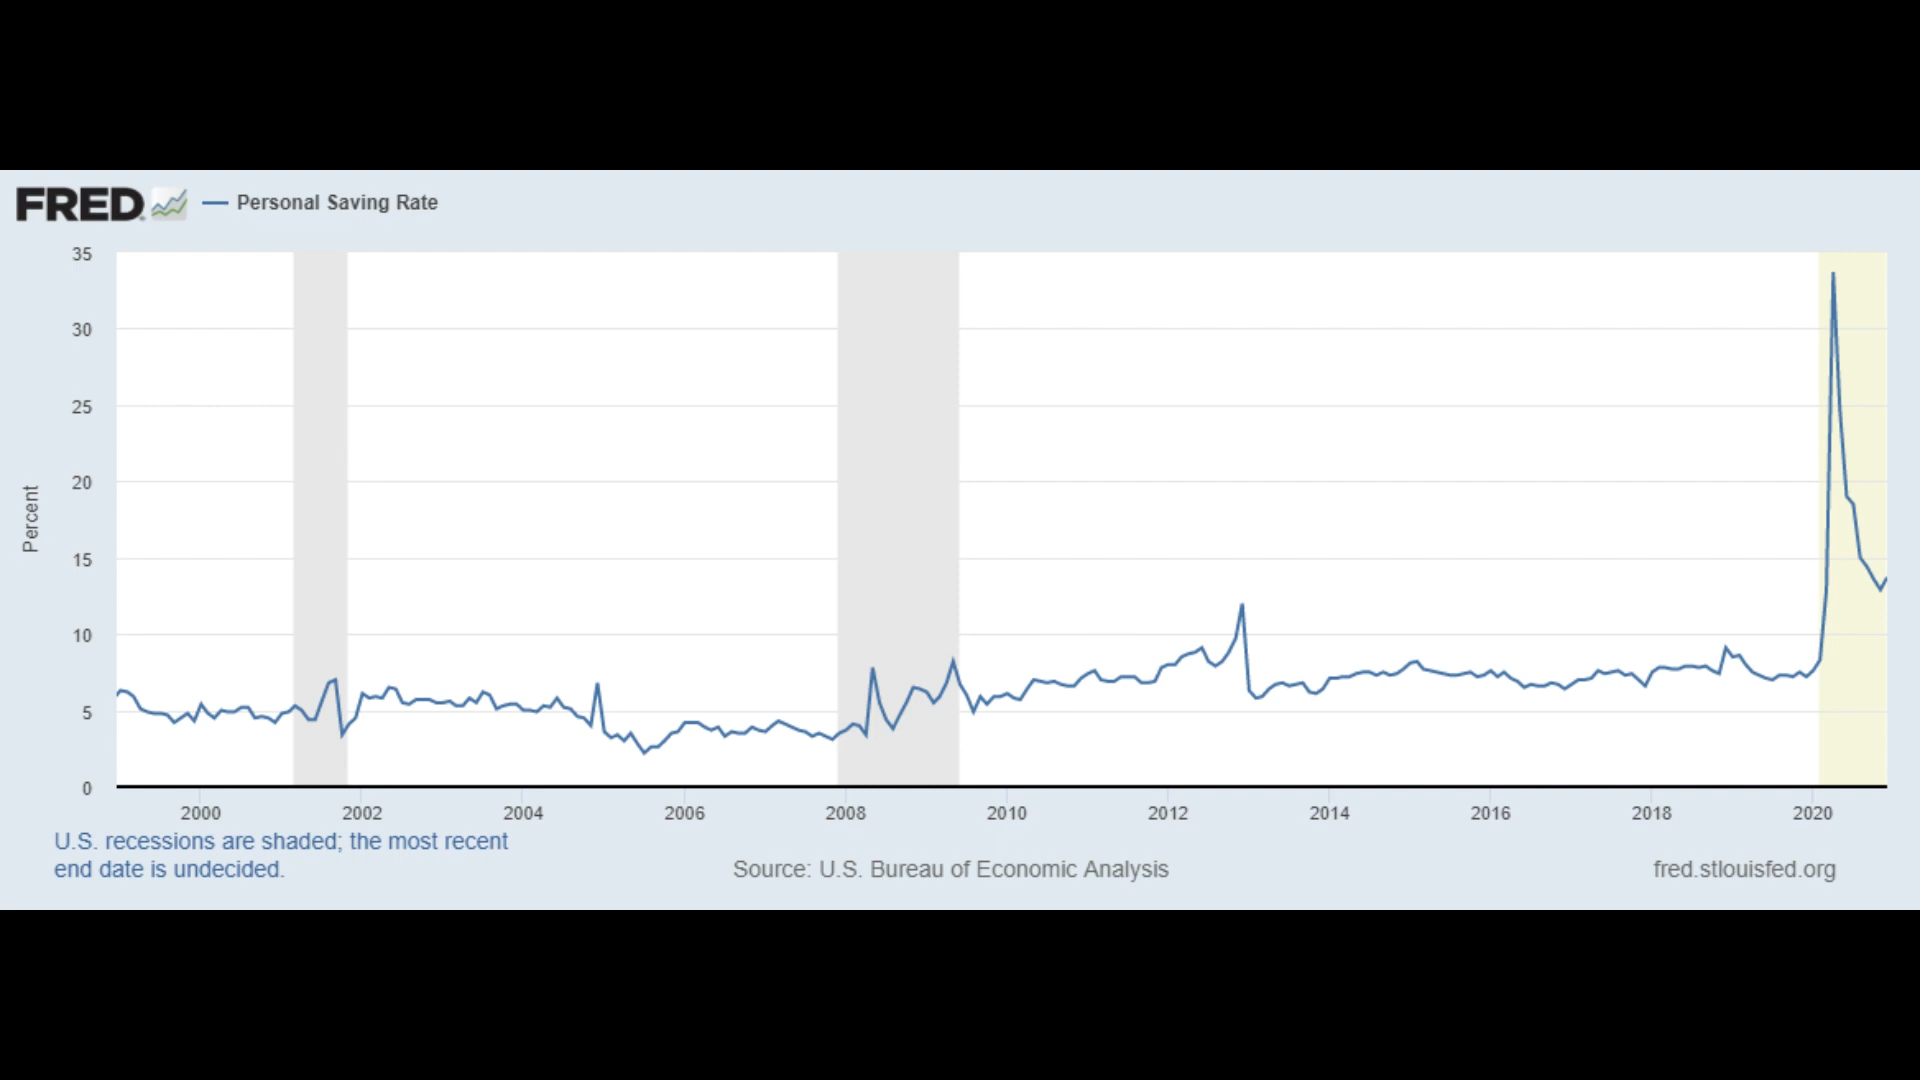 FRED
Personal Saving Rate
35
30
25
20
15
10
5
0
Percent
2000 2002 2004 2006 2008 2010 2012 2014 2016 2018 2020
U.S. recessions are shaded; the most recent
end date is undecided.
Source: U.S. Bureau of Economic Analysis
fred.stlouisfed.org